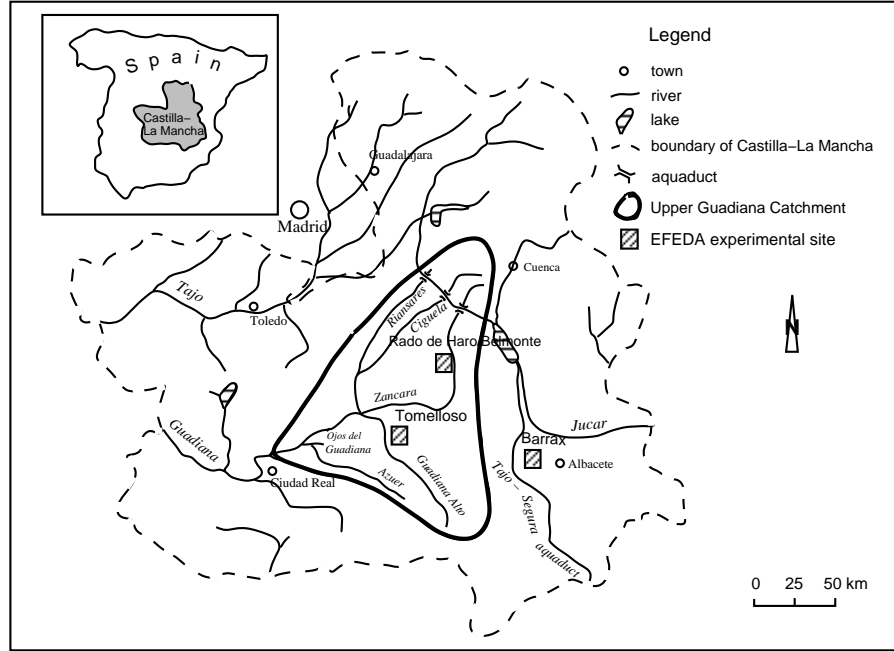 Spain
Castilla–
La Mancha
Legend
town
river
lake
boundary of Castilla–La Mancha
aquaduct
Upper Guadiana Catchment
EFEDA experimental site
Guadalajara
Madrid
Cuenca
Tajo
Toledo
Riansares
Ciguela
Rado de Haro/Belmonte
N
Zancara
Tomelloso
Jucar
Guadiana
Ojos del
Guadiana
Barrax
Albacete
Ciudad Real
Azuer
Guadiana Alto
Tajo –
Segura
aquaduct
0 25 50 km